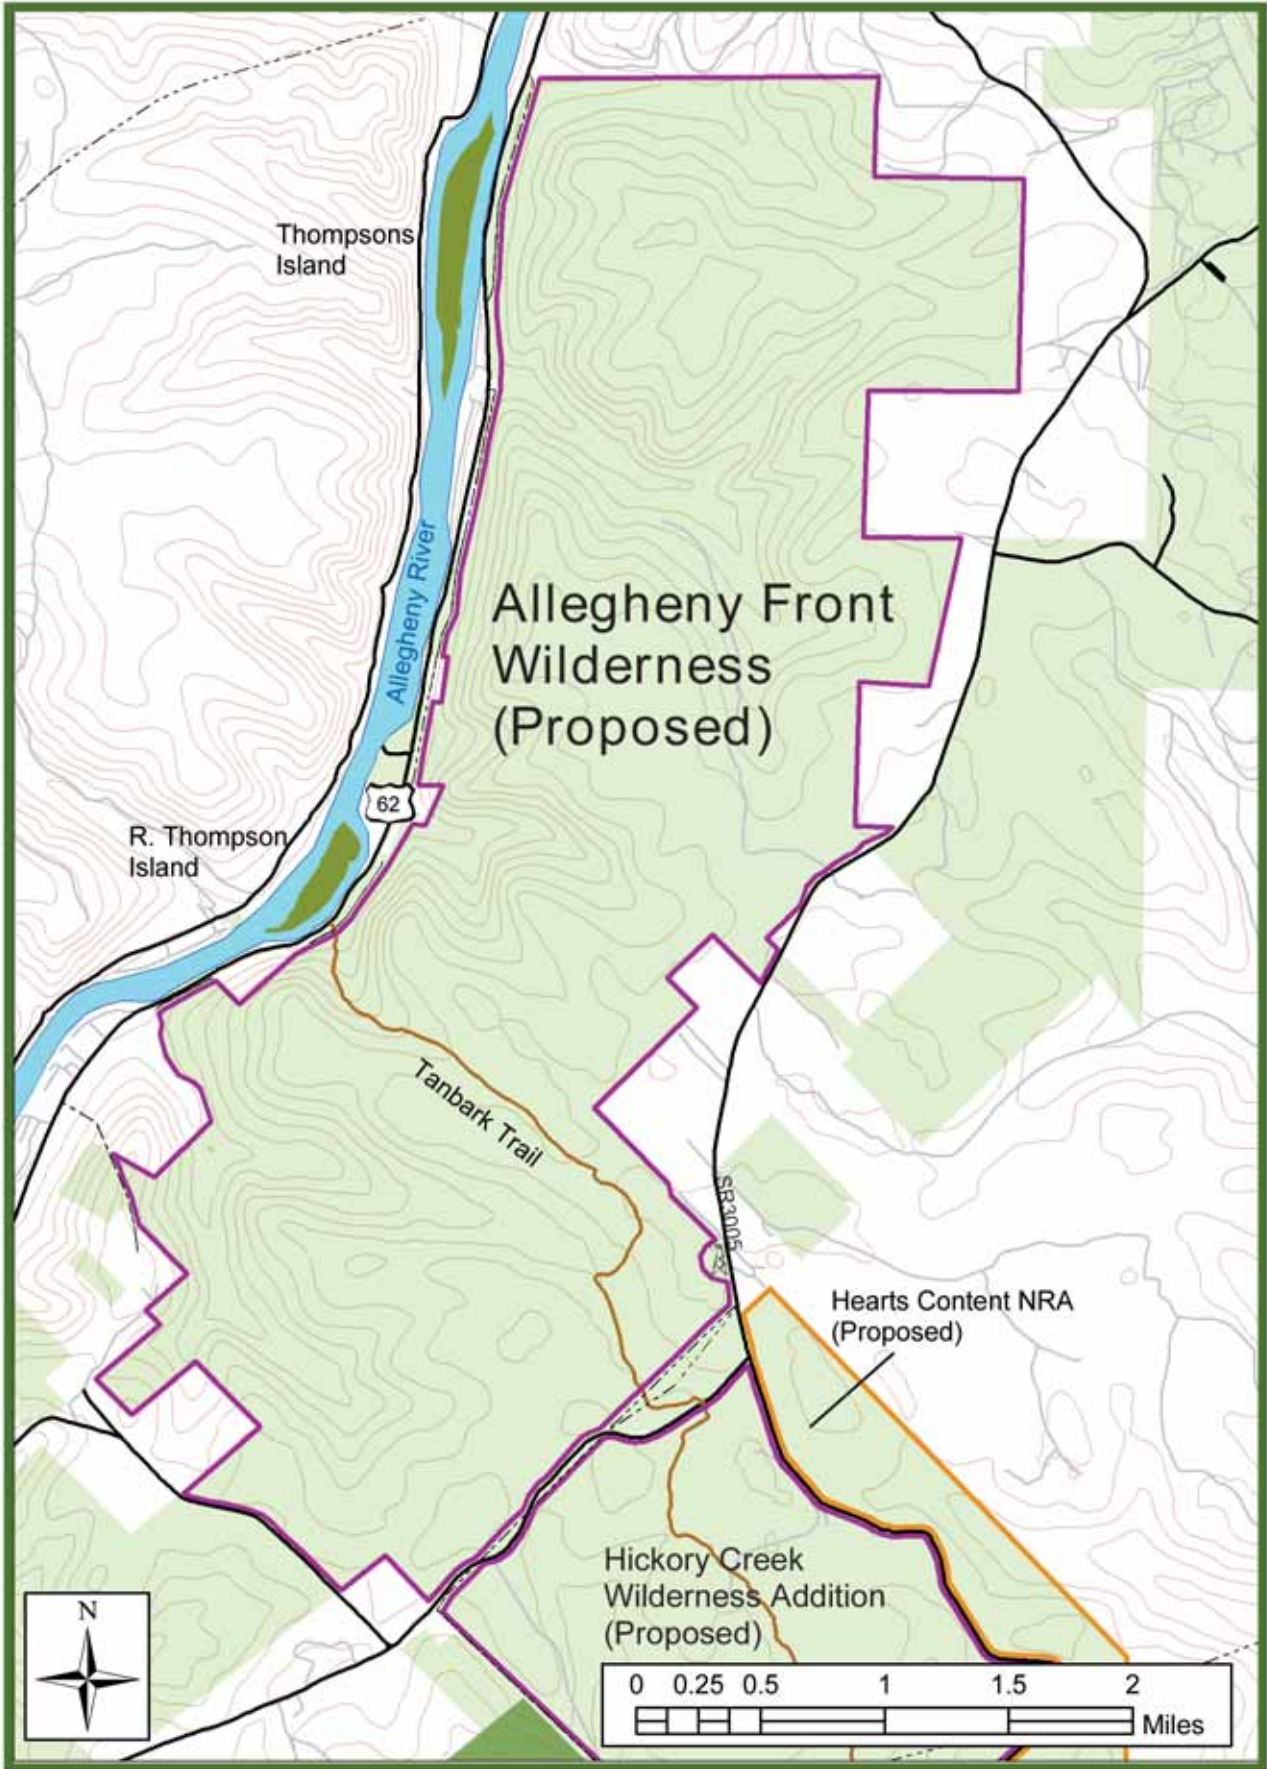 Thompsons
Island
Allegheny River
Allegheny Front
Wilderness
(Proposed)
62
R. Thompson
Island
Tanbark Trail
SR3005
Hearts Content NRA
(Proposed)
Hickory Creek
Wilderness Addition
(Proposed)
N
0 0.25 0.5 1 1.5 2
Miles